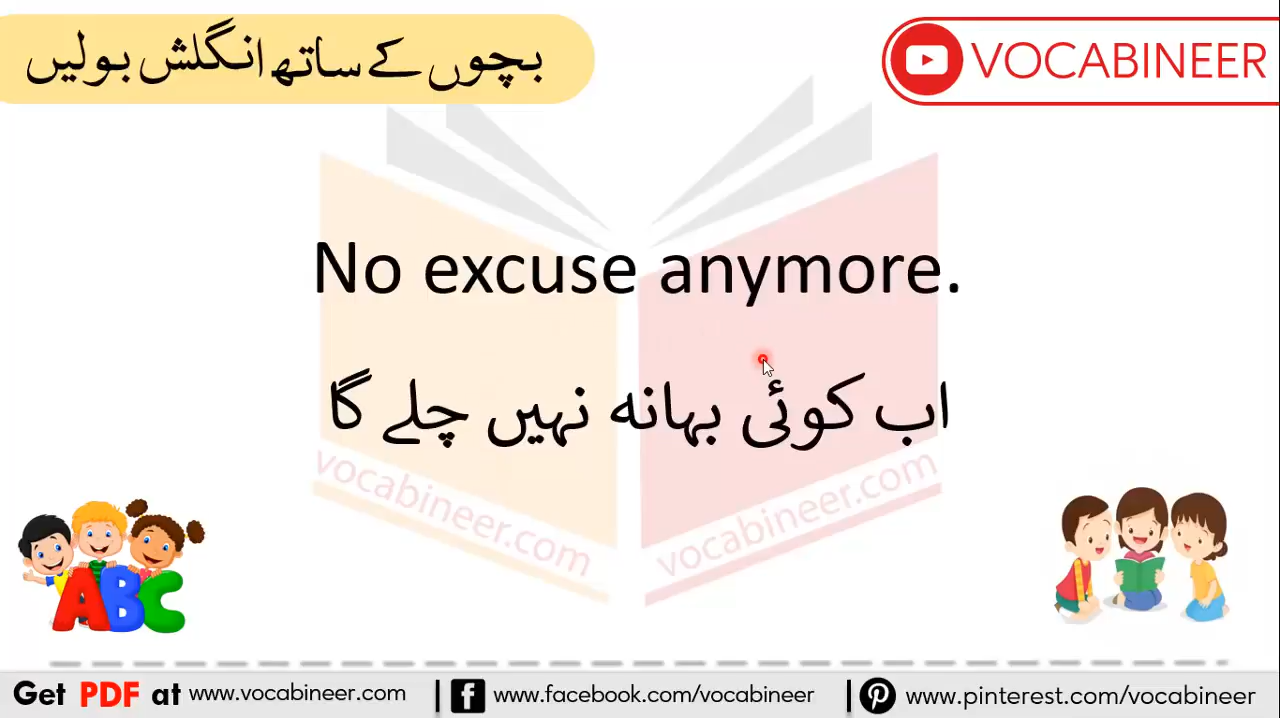 بچوں کے ساتھ انگلش بولیں
VOCABINEER
No excuse anymore.
اب کوئی بہانہ نہیں چلے گا
vocabineer.com
vocabineer.com
ABC
Get PDF at www.vocabineer.com
www.facebook.com/vocabineer
www.pinterest.com/vocabineer